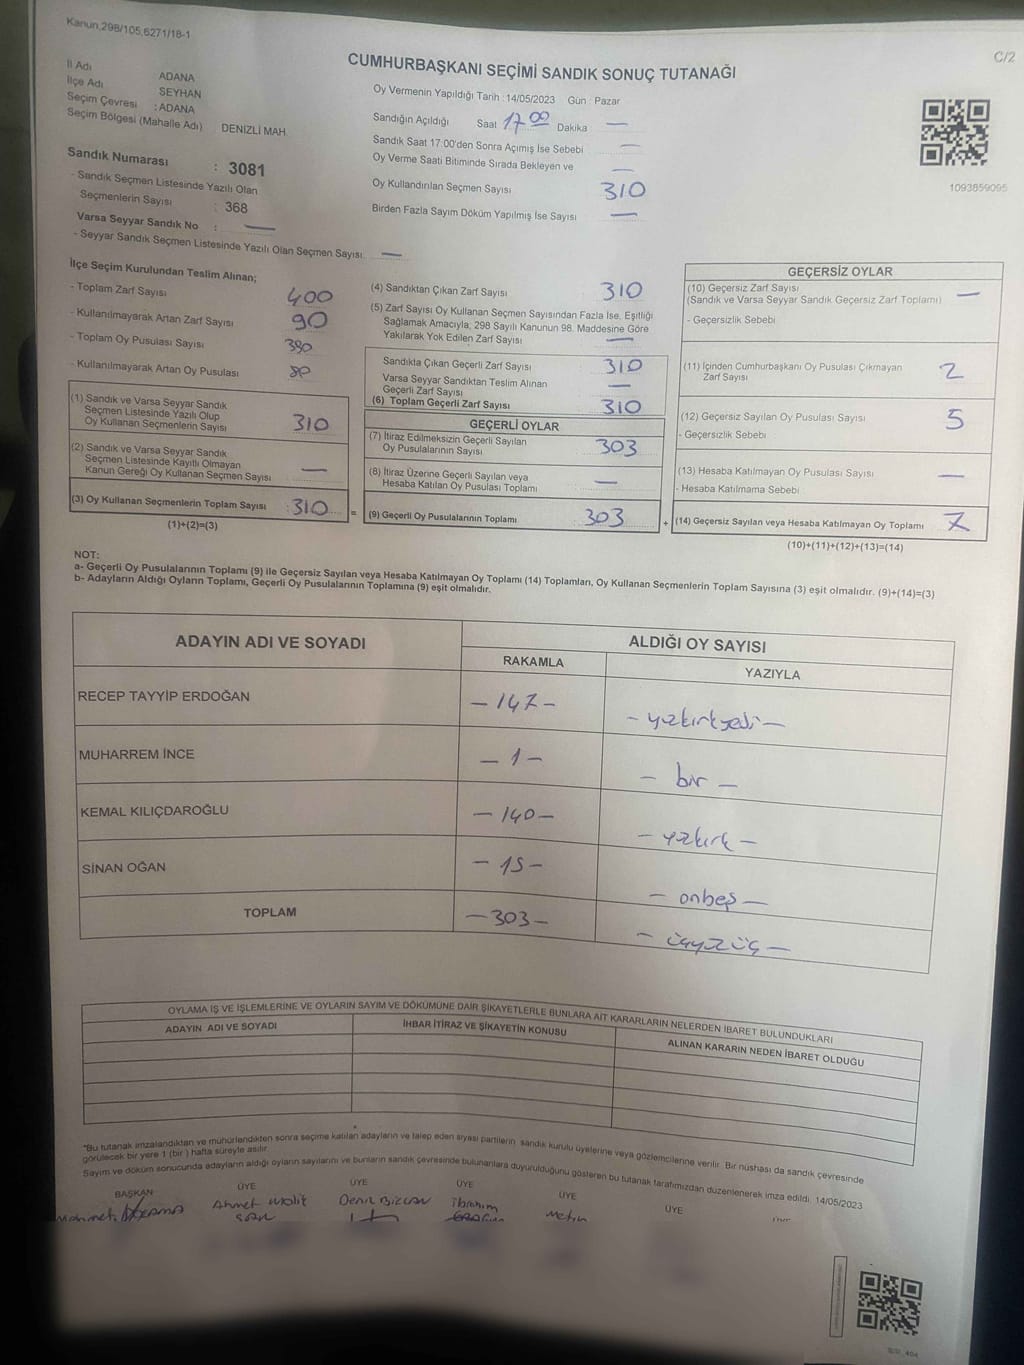 Kanun,298/105,6271/18-1
C/2
CUMHURBAŞKANI SEÇİMİ SANDIK SONUÇ TUTANAĞI
İl Adı ADANA
İlçe Adı SEYHAN
Seçim Çevresi : ADANA
Seçim Bölgesi (Mahalle Adı) DENİZLİ MAH.
Sandık Numarası : 3081
- Sandık Seçmen Listesinde Yazılı Olan
Seçmenlerin Sayısı : 368
Varsa Seyyar Sandık No : —
- Seyyar Sandık Seçmen Listesinde Yazılı Olan Seçmen Sayısı. —
Oy Vermenin Yapıldığı Tarih : 14/05/2023 Gün : Pazar
Sandığın Açıldığı Saat 17 00 Dakika —
Sandık Saat 17:00'den Sonra Açımış İse Sebebi —
Oy Verme Saati Bitiminde Sırada Bekleyen ve —
Oy Kullandırılan Seçmen Sayısı 310
Birden Fazla Sayım Döküm Yapılmış İse Sayısı —
1093859095
İlçe Seçim Kurulundan Teslim Alınan;
- Toplam Zarf Sayısı 400
- Kullanılmayarak Artan Zarf Sayısı 90
- Toplam Oy Pusulası Sayısı 390
- Kullanılmayarak Artan Oy Pusulası 80
(1) Sandık ve Varsa Seyyar Sandık
Seçmen Listesinde Yazılı Olup
Oy Kullanan Seçmenlerin Sayısı 310
(2) Sandık ve Varsa Seyyar Sandık
Seçmen Listesinde Kayıtlı Olmayan
Kanun Gereği Oy Kullanan Seçmen Sayısı —
(3) Oy Kullanan Seçmenlerin Toplam Sayısı : 310 =
(1)+(2)=(3)
(4) Sandıktan Çıkan Zarf Sayısı 310
(5) Zarf Sayısı Oy Kullanan Seçmen Sayısından Fazla İse, Eşitliği
Sağlamak Amacıyla, 298 Sayılı Kanunun 98. Maddesine Göre
Yakılarak Yok Edilen Zarf Sayısı —
Sandıkta Çıkan Geçerli Zarf Sayısı 310
Varsa Seyyar Sandıktan Teslim Alınan
Geçerli Zarf Sayısı —
(6) Toplam Geçerli Zarf Sayısı 310
GEÇERLİ OYLAR
(7) İtiraz Edilmeksizin Geçerli Sayılan
Oy Pusulalarının Sayısı 303
(8) İtiraz Üzerine Geçerli Sayılan veya
Hesaba Katılan Oy Pusulası Toplamı —
(9) Geçerli Oy Pusulalarının Toplamı 303 +
GEÇERSİZ OYLAR
(10) Geçersiz Zarf Sayısı
(Sandık ve Varsa Seyyar Sandık Geçersiz Zarf Toplamı) —
- Geçersizlik Sebebi
(11) İçinden Cumhurbaşkanı Oy Pusulası Çıkmayan
Zarf Sayısı 2
(12) Geçersiz Sayılan Oy Pusulası Sayısı 5
- Geçersizlik Sebebi
(13) Hesaba Katılmayan Oy Pusulası Sayısı —
- Hesaba Katılmama Sebebi
(14) Geçersiz Sayılan veya Hesaba Katılmayan Oy Toplamı 7
(10)+(11)+(12)+(13)=(14)
NOT:
a- Geçerli Oy Pusulalarının Toplamı (9) ile Geçersiz Sayılan veya Hesaba Katılmayan Oy Toplamı (14) Toplamları, Oy Kullanan Seçmenlerin Toplam Sayısına (3) eşit olmalıdır. (9)+(14)=(3)
b- Adayların Aldığı Oyların Toplamı, Geçerli Oy Pusulalarının Toplamına (9) eşit olmalıdır.
ADAYIN ADI VE SOYADI
ALDIĞI OY SAYISI
RAKAMLA YAZIYLA
RECEP TAYYİP ERDOĞAN — 147 — — yüzkırkyedi —
MUHARREM İNCE — 1 — — bir —
KEMAL KILIÇDAROĞLU — 140 — — yüzkırk —
SİNAN OĞAN — 15 — — onbeş —
TOPLAM — 303 — — üçyüzüç —
OYLAMA İŞ VE İŞLEMLERİNE VE OYLARIN SAYIM VE DÖKÜMÜNE DAİR ŞİKAYETLERLE BUNLARA AİT KARARLARIN NELERDEN İBARET BULUNDUKLARI
ADAYIN ADI VE SOYADI İHBAR İTİRAZ VE ŞİKAYETİN KONUSU ALINAN KARARIN NEDEN İBARET OLDUĞU
*Bu tutanak imzalandıktan ve mühürlendikten sonra seçime katılan adayların ve talep eden siyasi partilerin sandık kurulu üyelerine veya gözlemcilerine verilir. Bir nüshası da sandık çevresinde
görülecek bir yere 1 (bir ) hafta süreyle asılır.
Sayım ve döküm sonucunda adayların aldığı oyların sayılarını ve bunların sandık çevresinde bulunanlara duyurulduğunu gösteren bu tutanak tarafımızdan düzenlenerek imza edildi. 14/05/2023
BAŞKAN ÜYE ÜYE ÜYE ÜYE ÜYE
Mehmet Ahmet Malik Deniz İbrahim Metin